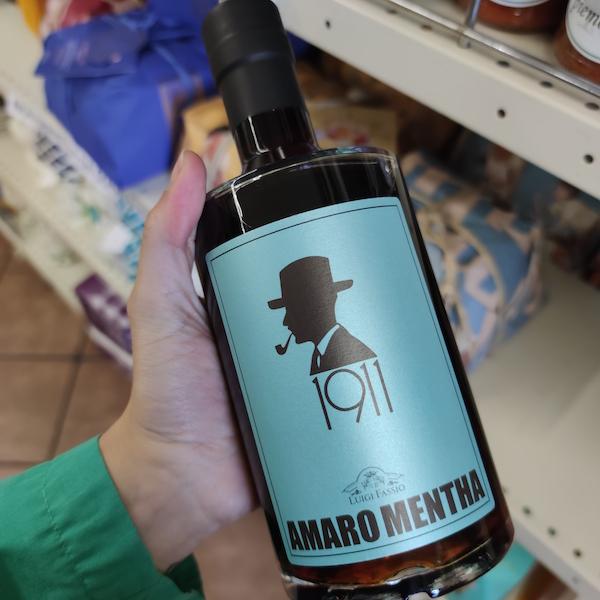 1911
LUIGI FASSIO
AMARO MENTHA